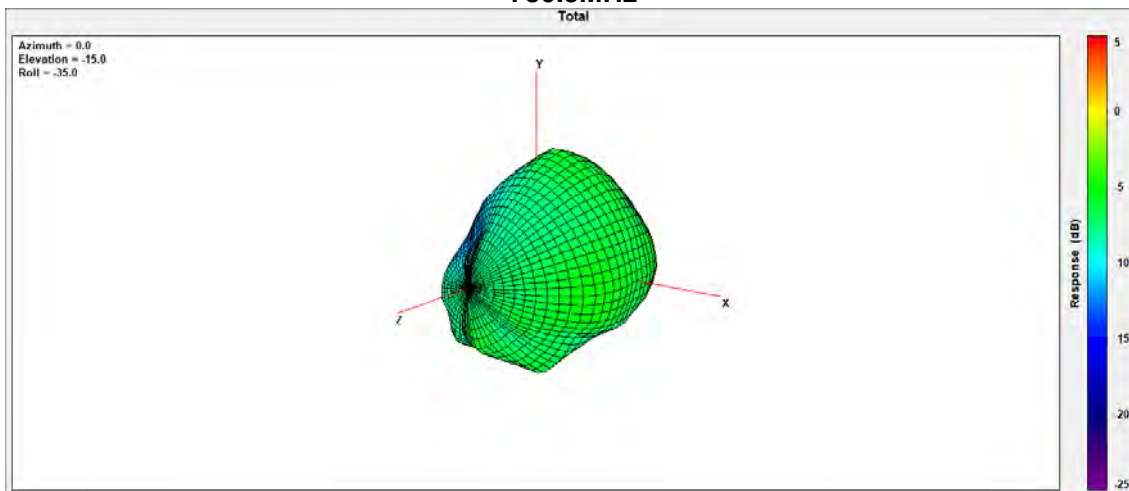 Total
Azimuth = 0.0
Elevation = -15.0
Roll = -35.0
Y
X
Z
5
0
-5
-10
-15
-20
-25
Response (dB)